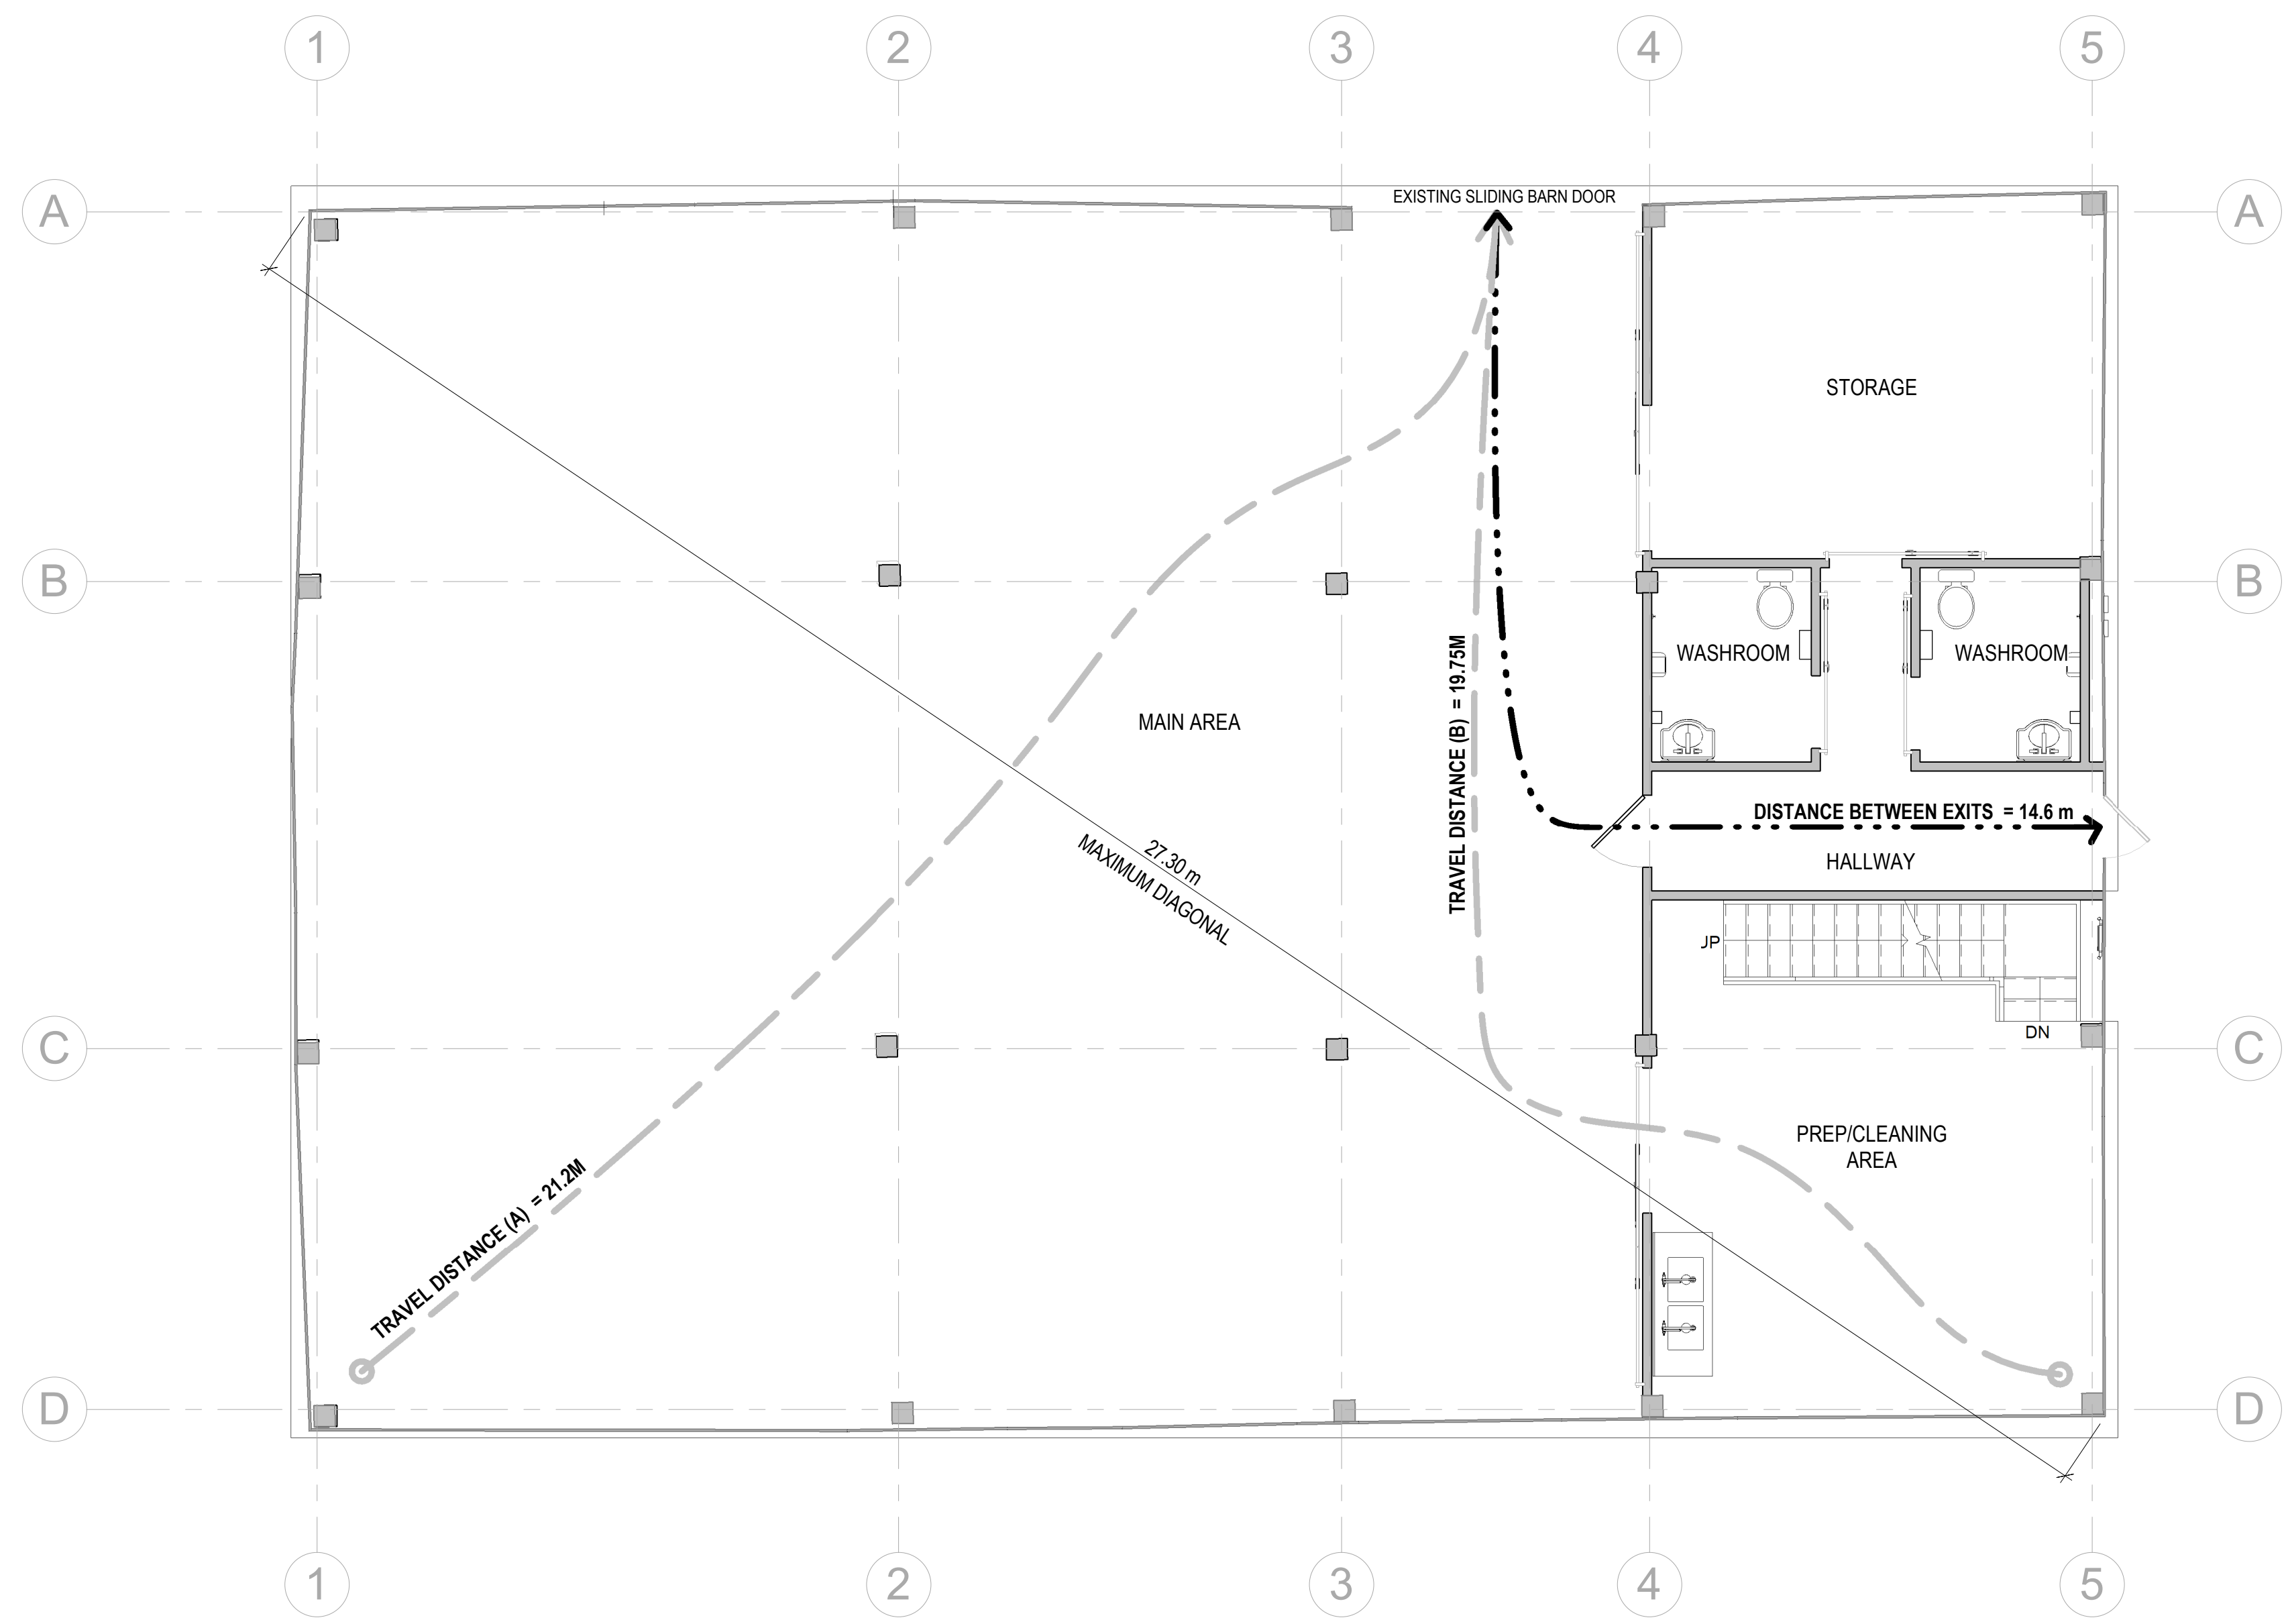 1 2 3 4 5
A EXISTING SLIDING BARN DOOR A
STORAGE
B B
WASHROOM WASHROOM
MAIN AREA
TRAVEL DISTANCE (B) = 19.75M
DISTANCE BETWEEN EXITS = 14.6 m
27.30 m
MAXIMUM DIAGONAL
HALLWAY
JP
DN
C C
PREP/CLEANING
AREA
TRAVEL DISTANCE (A) = 21.2M
D D
1 2 3 4 5